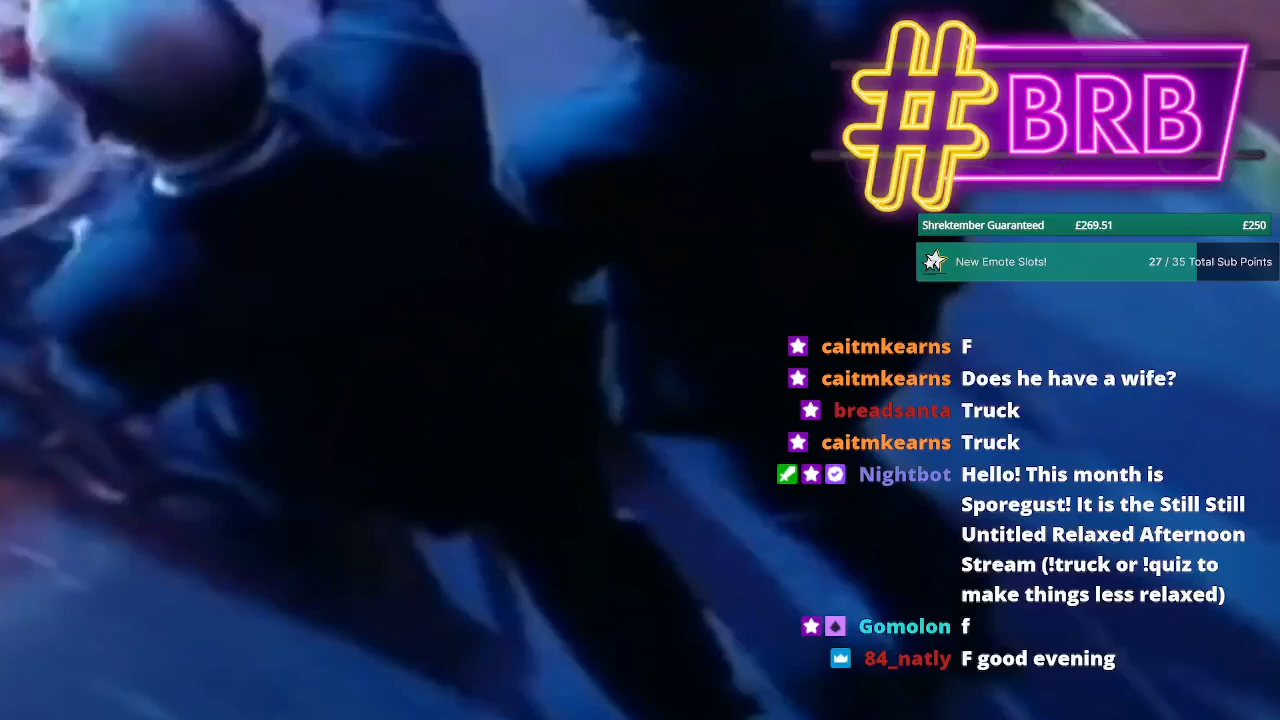 #BRB
Shrektember Guaranteed £269.51 £250
New Emote Slots! 27 / 35 Total Sub Points
caitmkearns F
caitmkearns Does he have a wife?
breadsanta Truck
caitmkearns Truck
Nightbot Hello! This month is
Sporegust! It is the Still Still
Untitled Relaxed Afternoon
Stream (!truck or !quiz to
make things less relaxed)
Gomolon f
84_natly F good evening